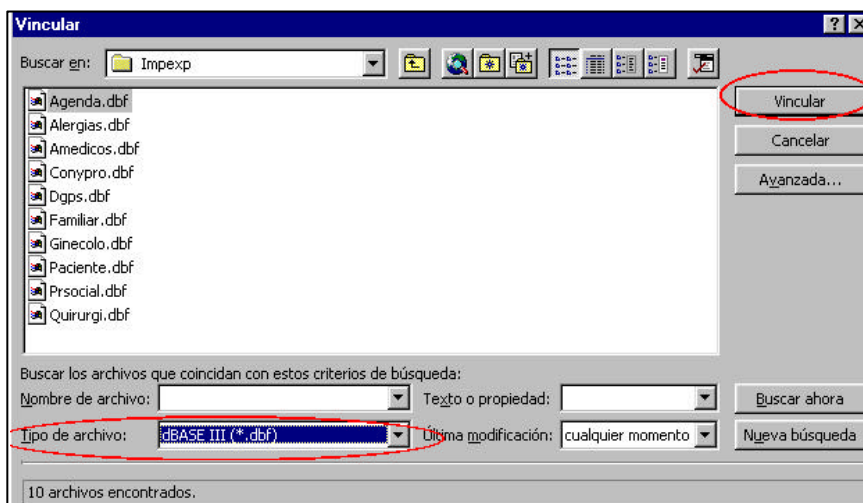 Vincular
Buscar en: Impexp
Agenda.dbf
Alergias.dbf
Amedicos.dbf
Conypro.dbf
Dgps.dbf
Familiar.dbf
Ginecolo.dbf
Paciente.dbf
Prsocial.dbf
Quirurgi.dbf
Vincular
Cancelar
Avanzada...
Buscar los archivos que coincidan con estos criterios de búsqueda:
Nombre de archivo: Texto o propiedad: Buscar ahora
Tipo de archivo: dBASE III (*.dbf) Última modificación: cualquier momento Nueva búsqueda
10 archivos encontrados.